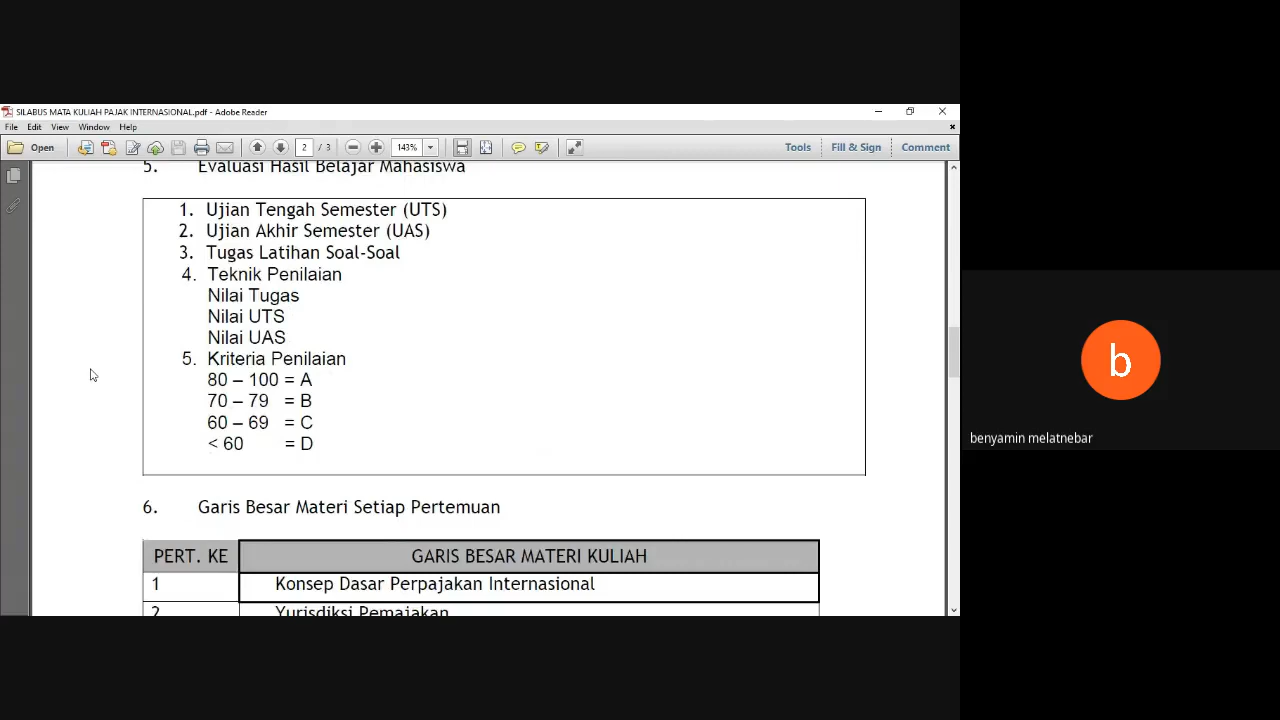 SILABUS MATA KULIAH PAJAK INTERNASIONAL.pdf - Adobe Reader
File Edit View Window Help
Open 2 / 3 143% Tools Fill & Sign Comment
5. Evaluasi Hasil Belajar Mahasiswa
1. Ujian Tengah Semester (UTS)
2. Ujian Akhir Semester (UAS)
3. Tugas Latihan Soal-Soal
4. Teknik Penilaian
Nilai Tugas
Nilai UTS
Nilai UAS
5. Kriteria Penilaian
80 – 100 = A
70 – 79 = B
60 – 69 = C
< 60 = D
6. Garis Besar Materi Setiap Pertemuan
PERT. KE GARIS BESAR MATERI KULIAH
1 Konsep Dasar Perpajakan Internasional
2 Yurisdiksi Pemajakan
b
benyamin melatnebar